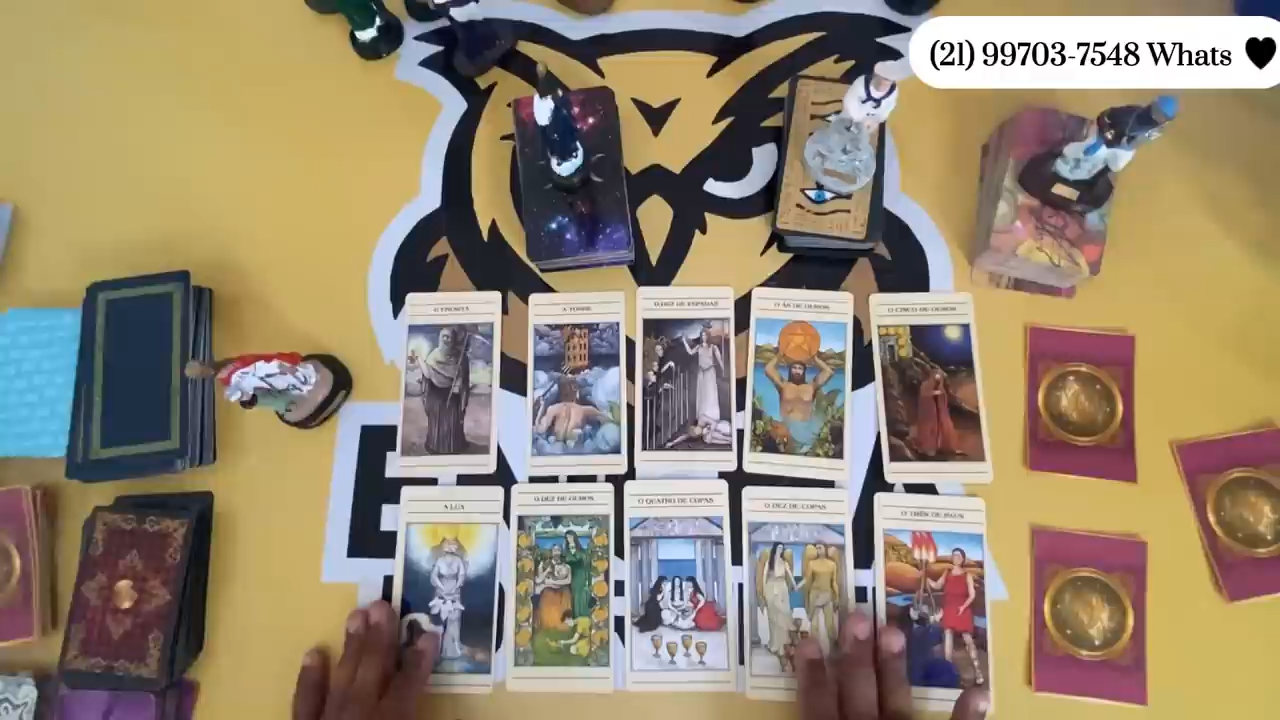 (21) 99703-7548 Whats 🖤
O EREMITA
A TORRE
O DEZ DE ESPADAS
O ÁS DE OUROS
O CINCO DE OUROS
A LUA
O DEZ DE OUROS
O QUATRO DE COPAS
O DEZ DE COPAS
O TRÊS DE PAUS